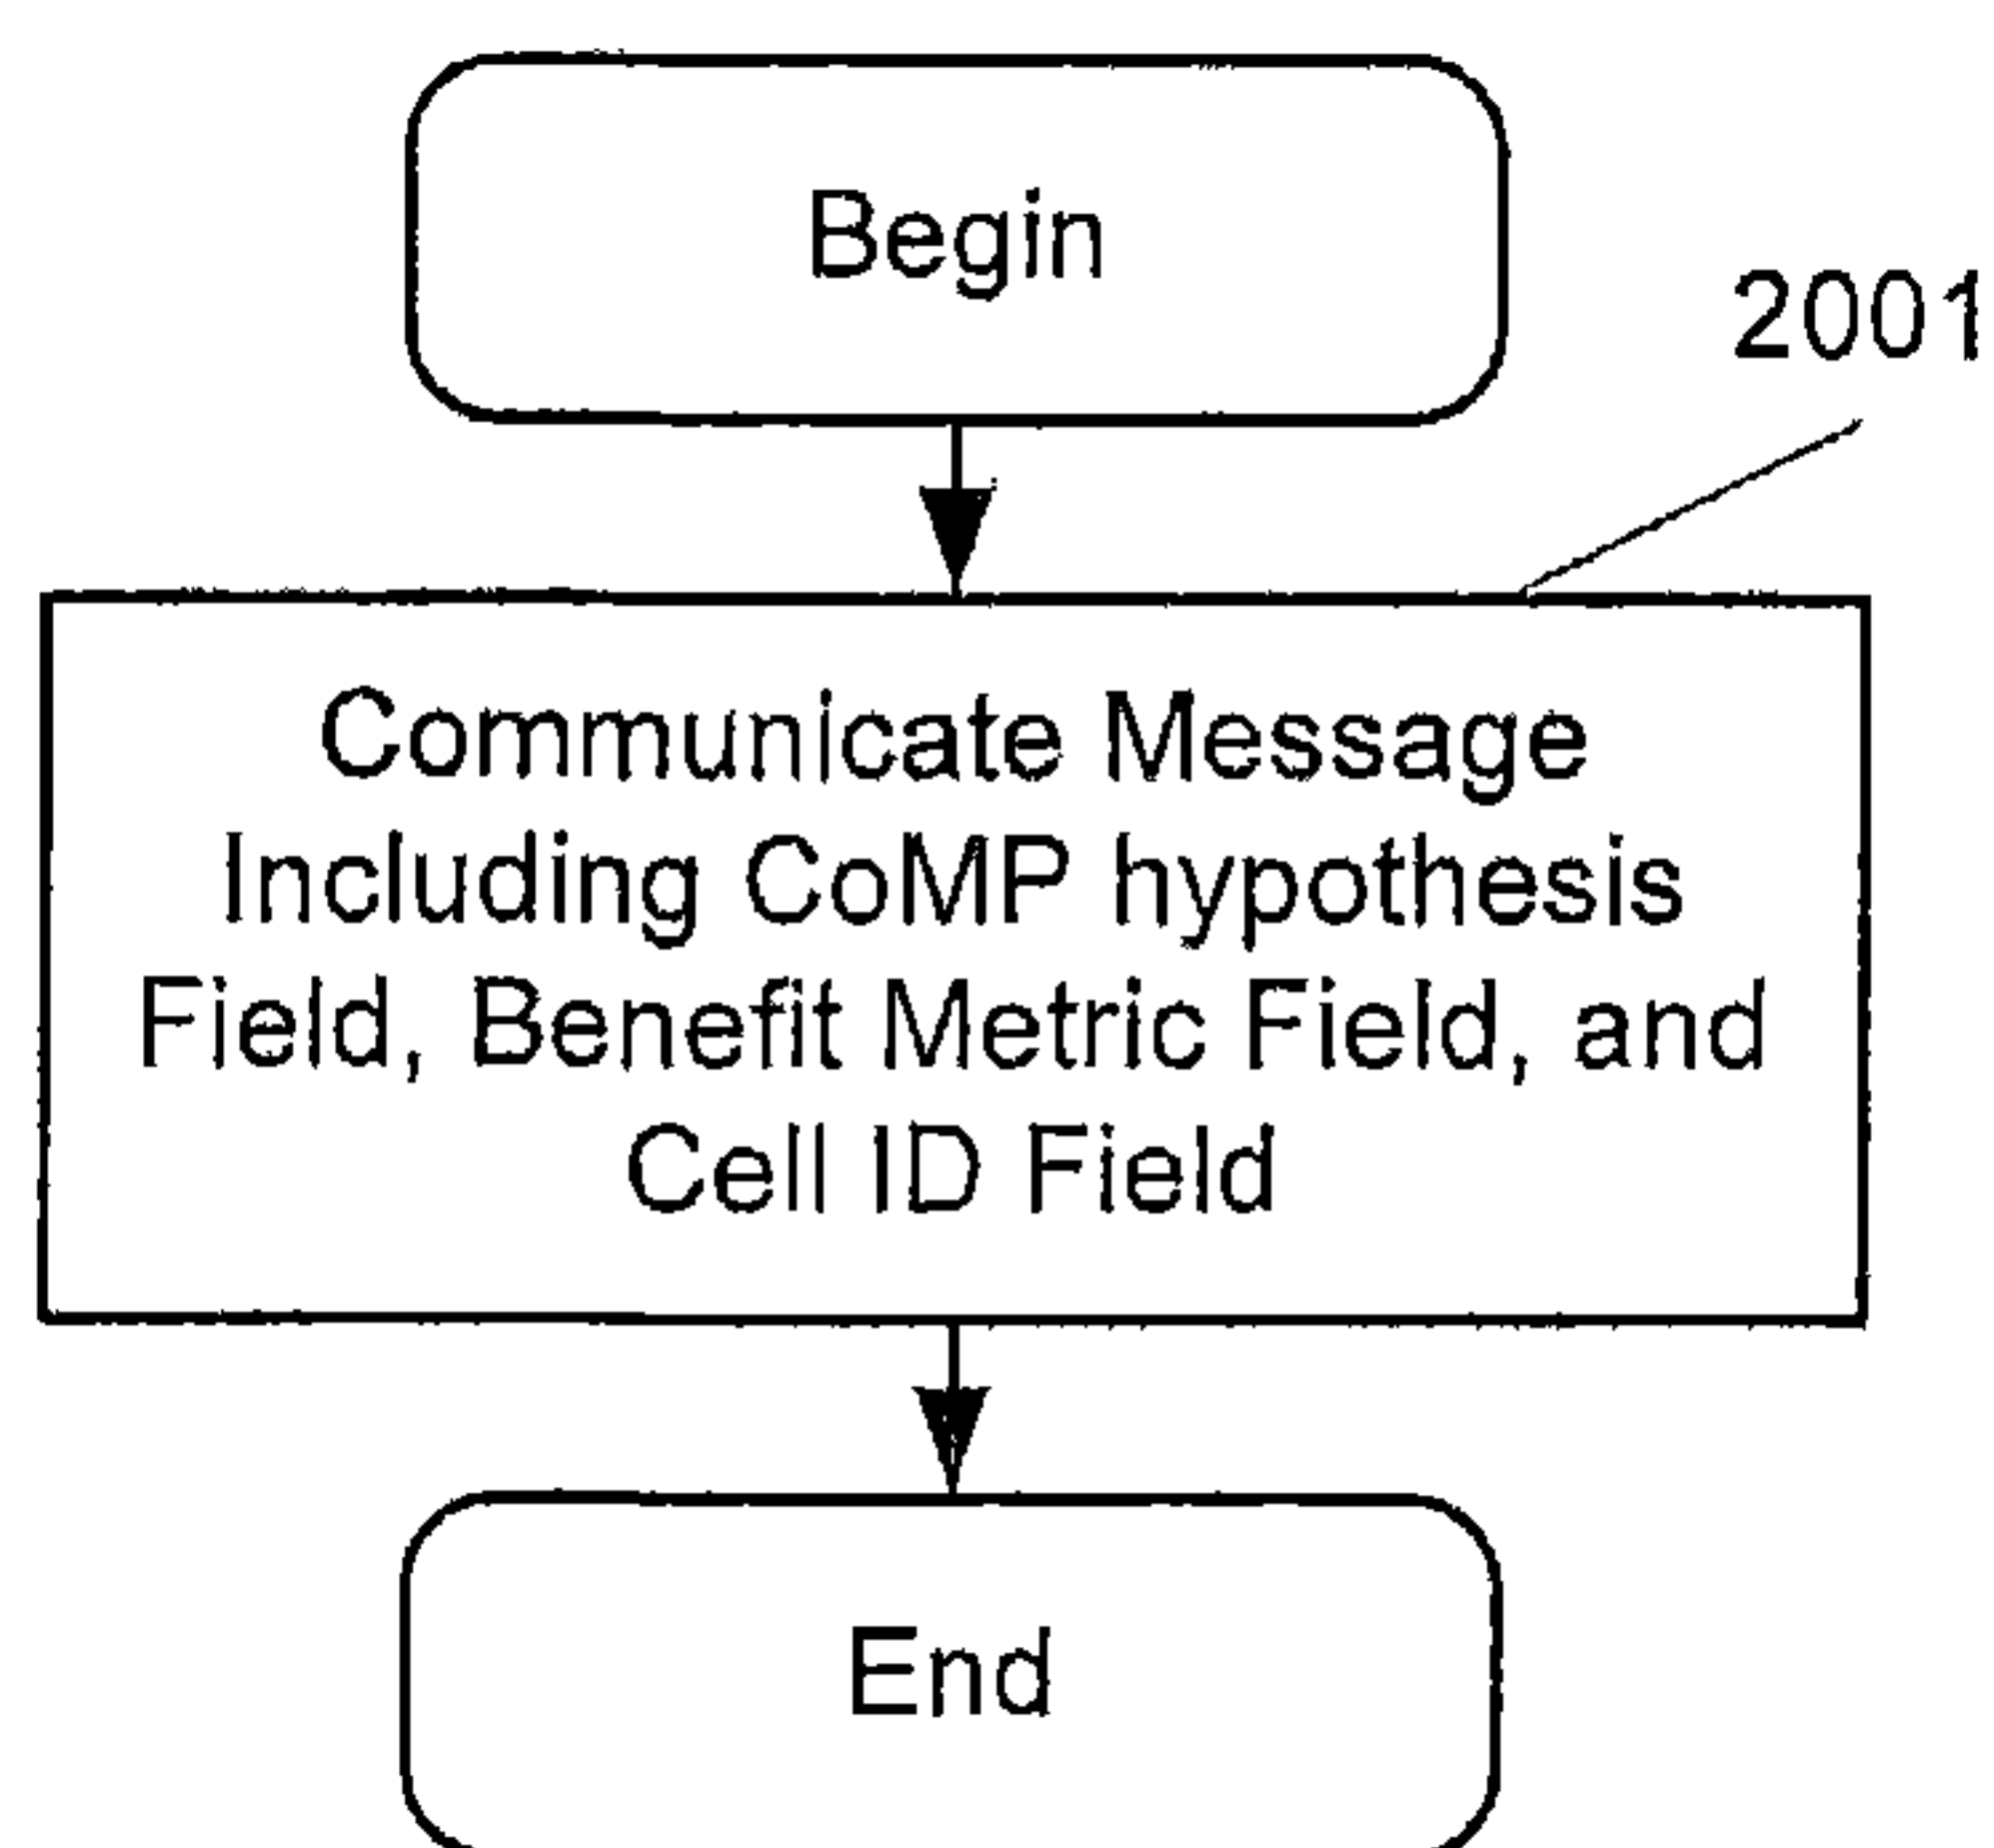 Begin
2001
Communicate Message
Including CoMP hypothesis
Field, Benefit Metric Field, and
Cell ID Field
End